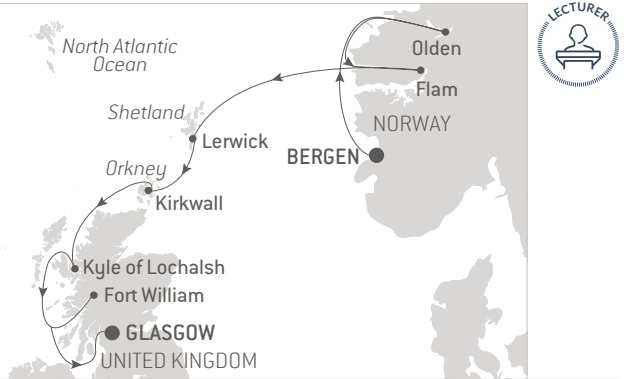 LECTURER
North Atlantic
Ocean
Olden
Flam
Shetland
NORWAY
Lerwick
BERGEN
Orkney
Kirkwall
Kyle of Lochalsh
Fort William
GLASGOW
UNITED KINGDOM